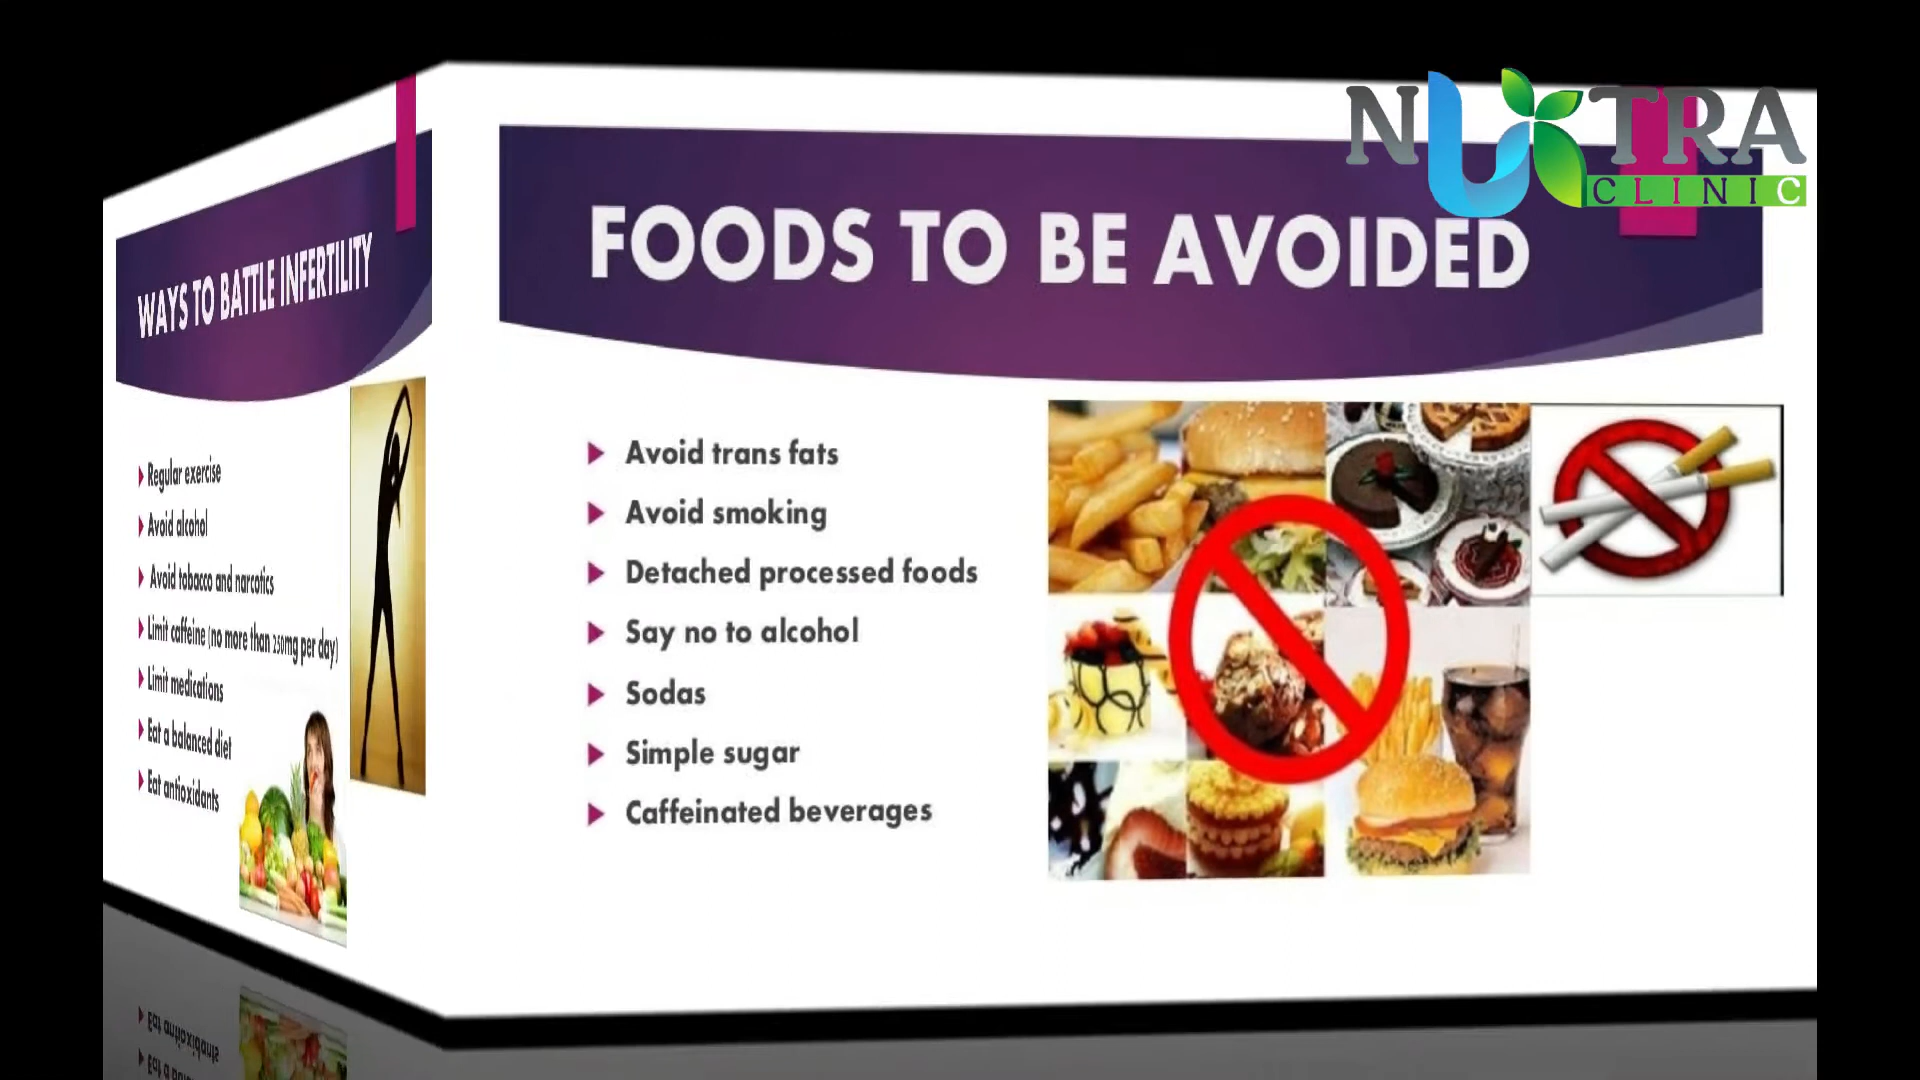 NUTRA
CLINIC
WAYS TO BATTLE INFERTILITY
Regular exercise
Avoid alcohol
Avoid tobacco and narcotics
Limit caffeine (no more than 250mg per day)
Limit medications
Eat a balanced diet
Eat antioxidants
FOODS TO BE AVOIDED
Avoid trans fats
Avoid smoking
Detached processed foods
Say no to alcohol
Sodas
Simple sugar
Caffeinated beverages